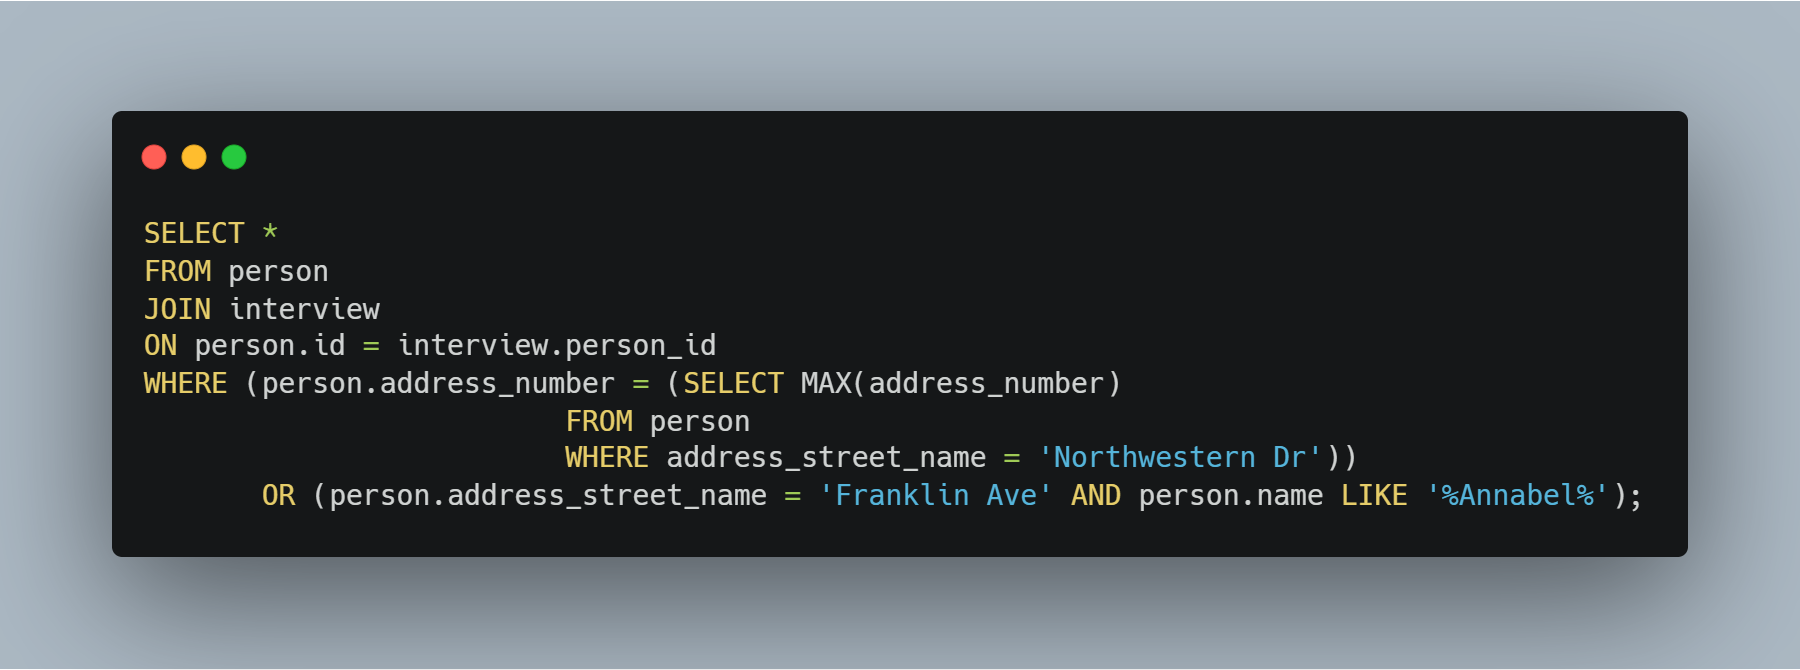 SELECT *
FROM person
JOIN interview
ON person.id = interview.person_id
WHERE (person.address_number = (SELECT MAX(address_number)
                         FROM person
                         WHERE address_street_name = 'Northwestern Dr'))
       OR (person.address_street_name = 'Franklin Ave' AND person.name LIKE '%Annabel%');